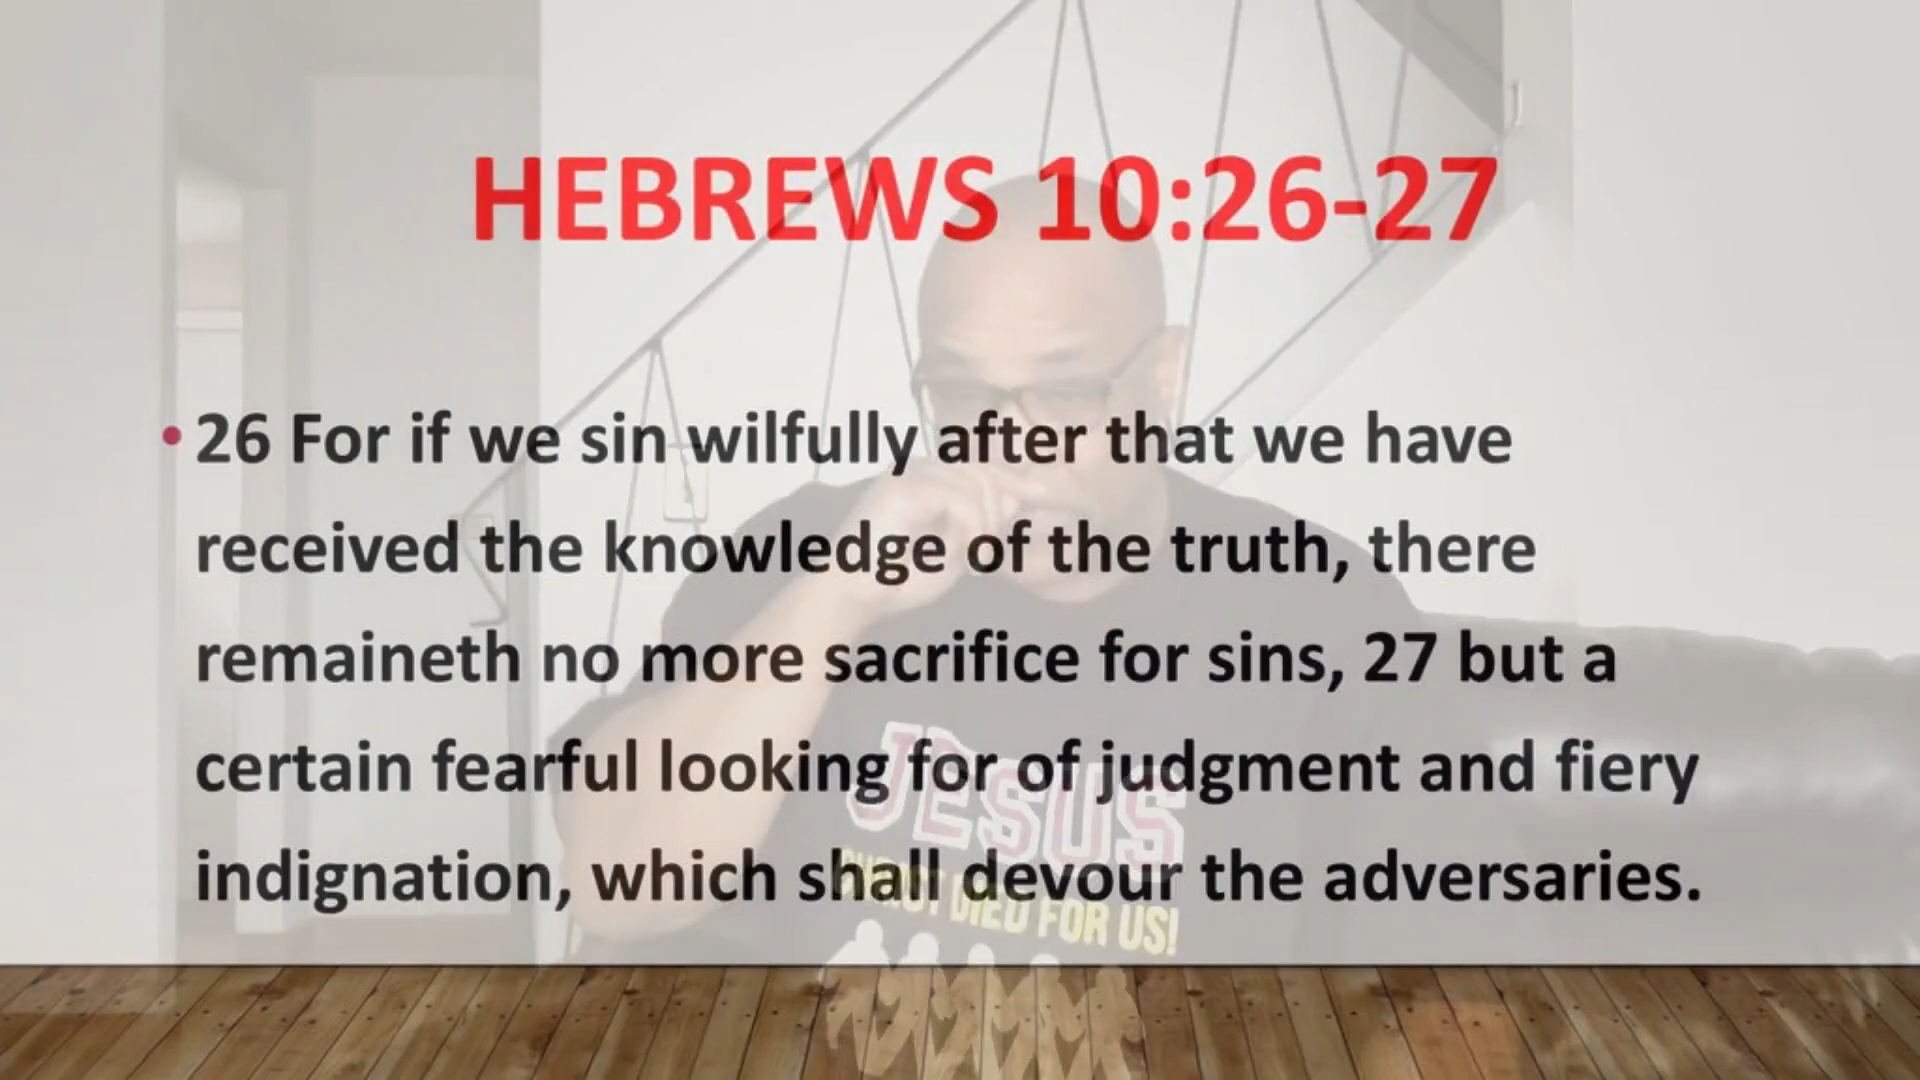 HEBREWS 10:26-27
• 26 For if we sin wilfully after that we have
received the knowledge of the truth, there
remaineth no more sacrifice for sins, 27 but a
certain fearful looking for of judgment and fiery
indignation, which shall devour the adversaries.
JESUS
CHRIST DIED FOR US!